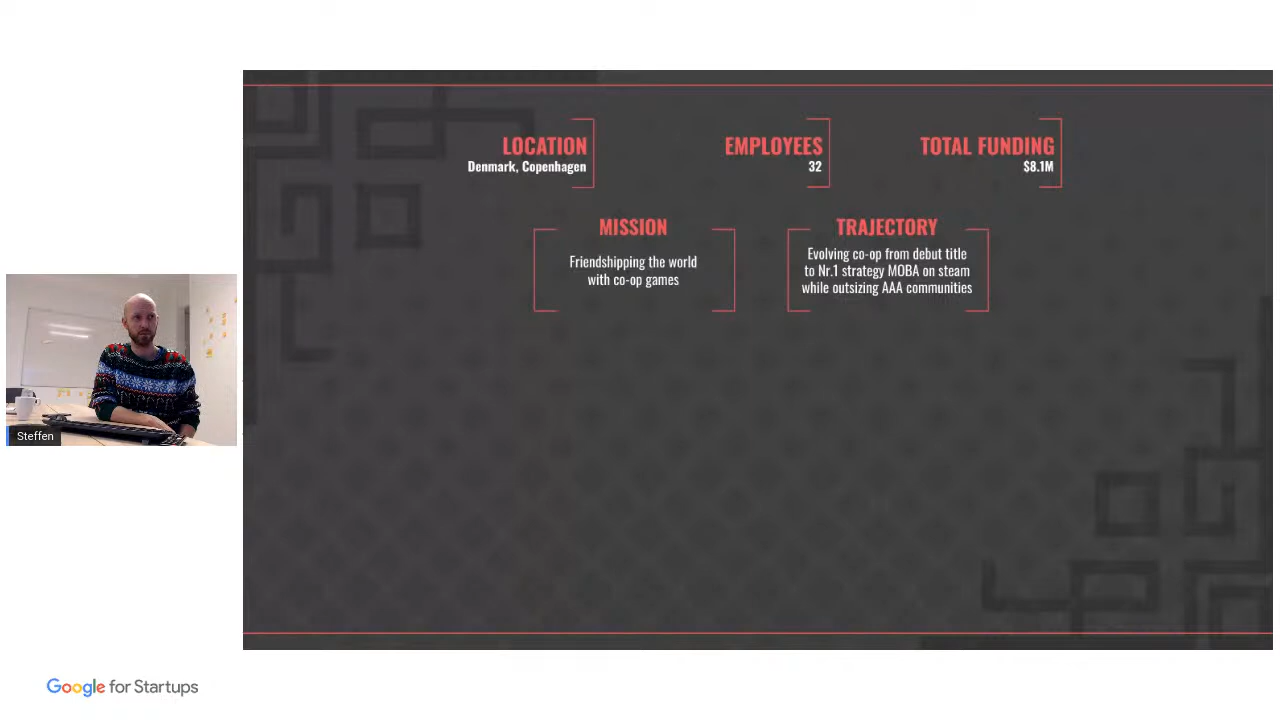 LOCATION
Denmark, Copenhagen
EMPLOYEES
32
TOTAL FUNDING
$8.1M
MISSION
Friendshipping the world
with co-op games
TRAJECTORY
Evolving co-op from debut title
to Nr.1 strategy MOBA on steam
while outsizing AAA communities
Steffen
Google for Startups